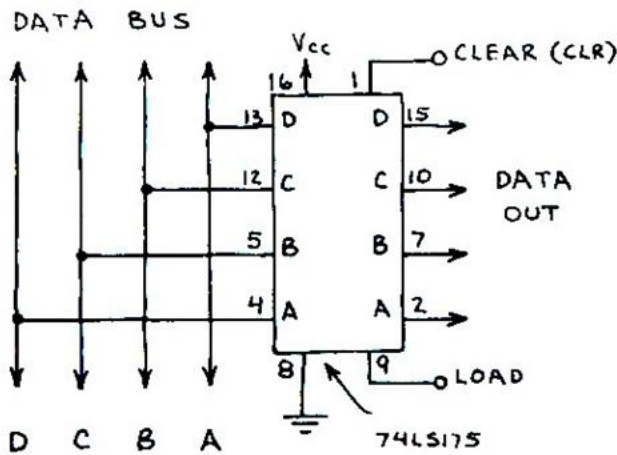 DATA BUS
Vcc
CLEAR (CLR)
16 1
13 D D 15
12 C C 10
DATA
OUT
5 B B 7
4 A A 2
8 9
LOAD
D C B A
74LS175